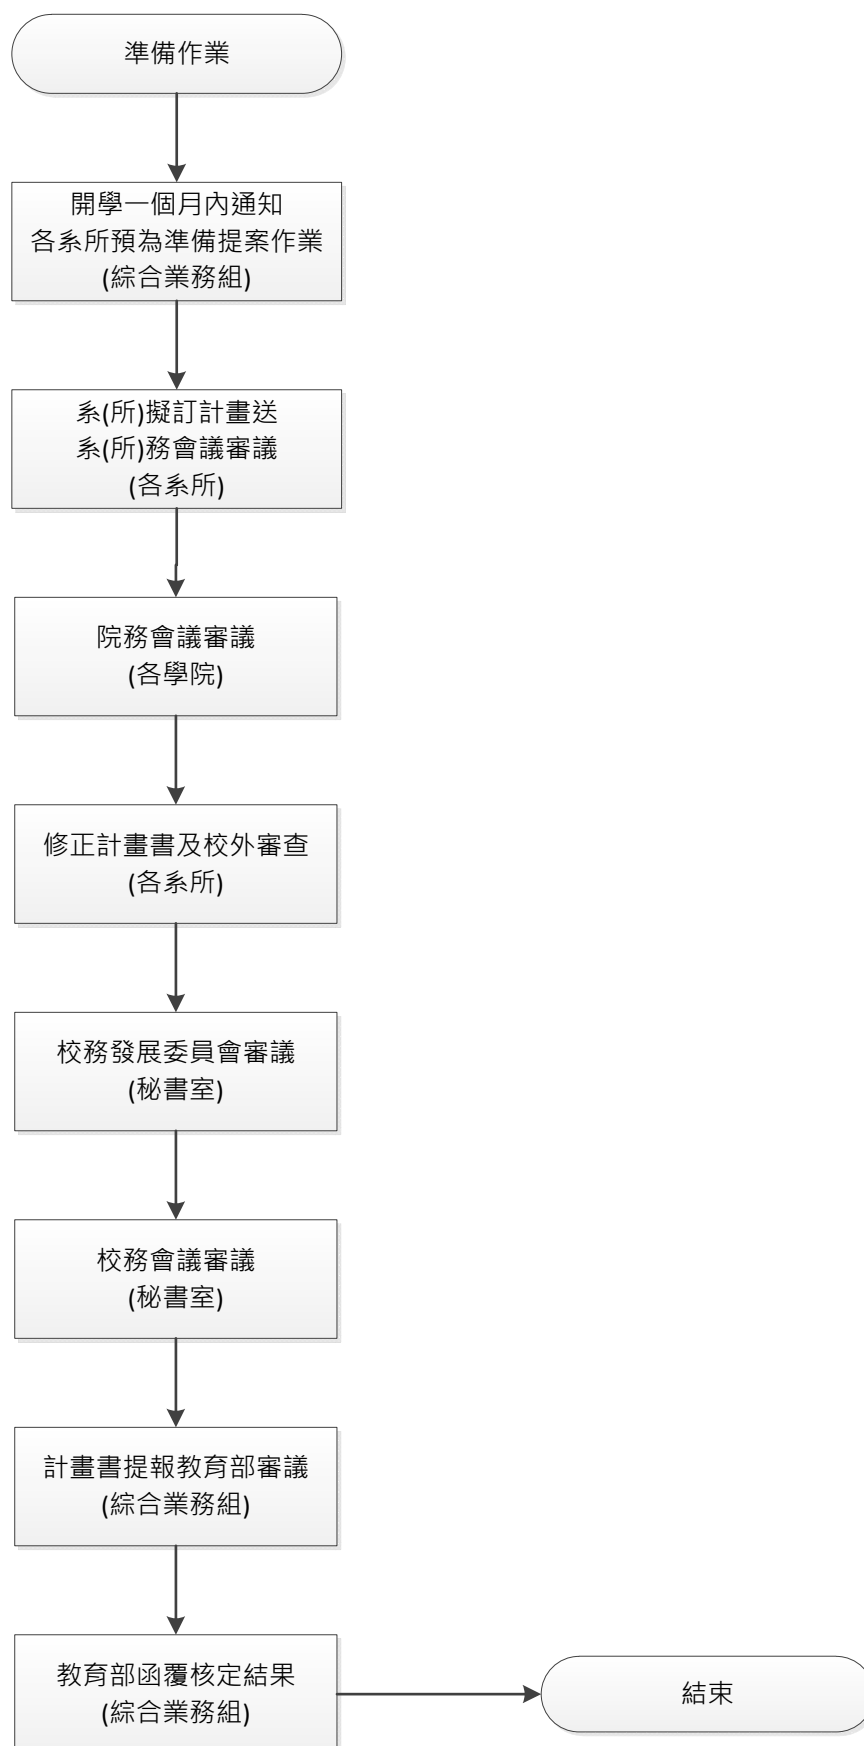 準備作業
開學一個月內通知
各系所預為準備提案作業
(綜合業務組)
系(所)擬訂計畫送
系(所)務會議審議
(各系所)
院務會議審議
(各學院)
修正計畫書及校外審查
(各系所)
校務發展委員會審議
(秘書室)
校務會議審議
(秘書室)
計畫書提報教育部審議
(綜合業務組)
教育部函覆核定結果
(綜合業務組)
結束